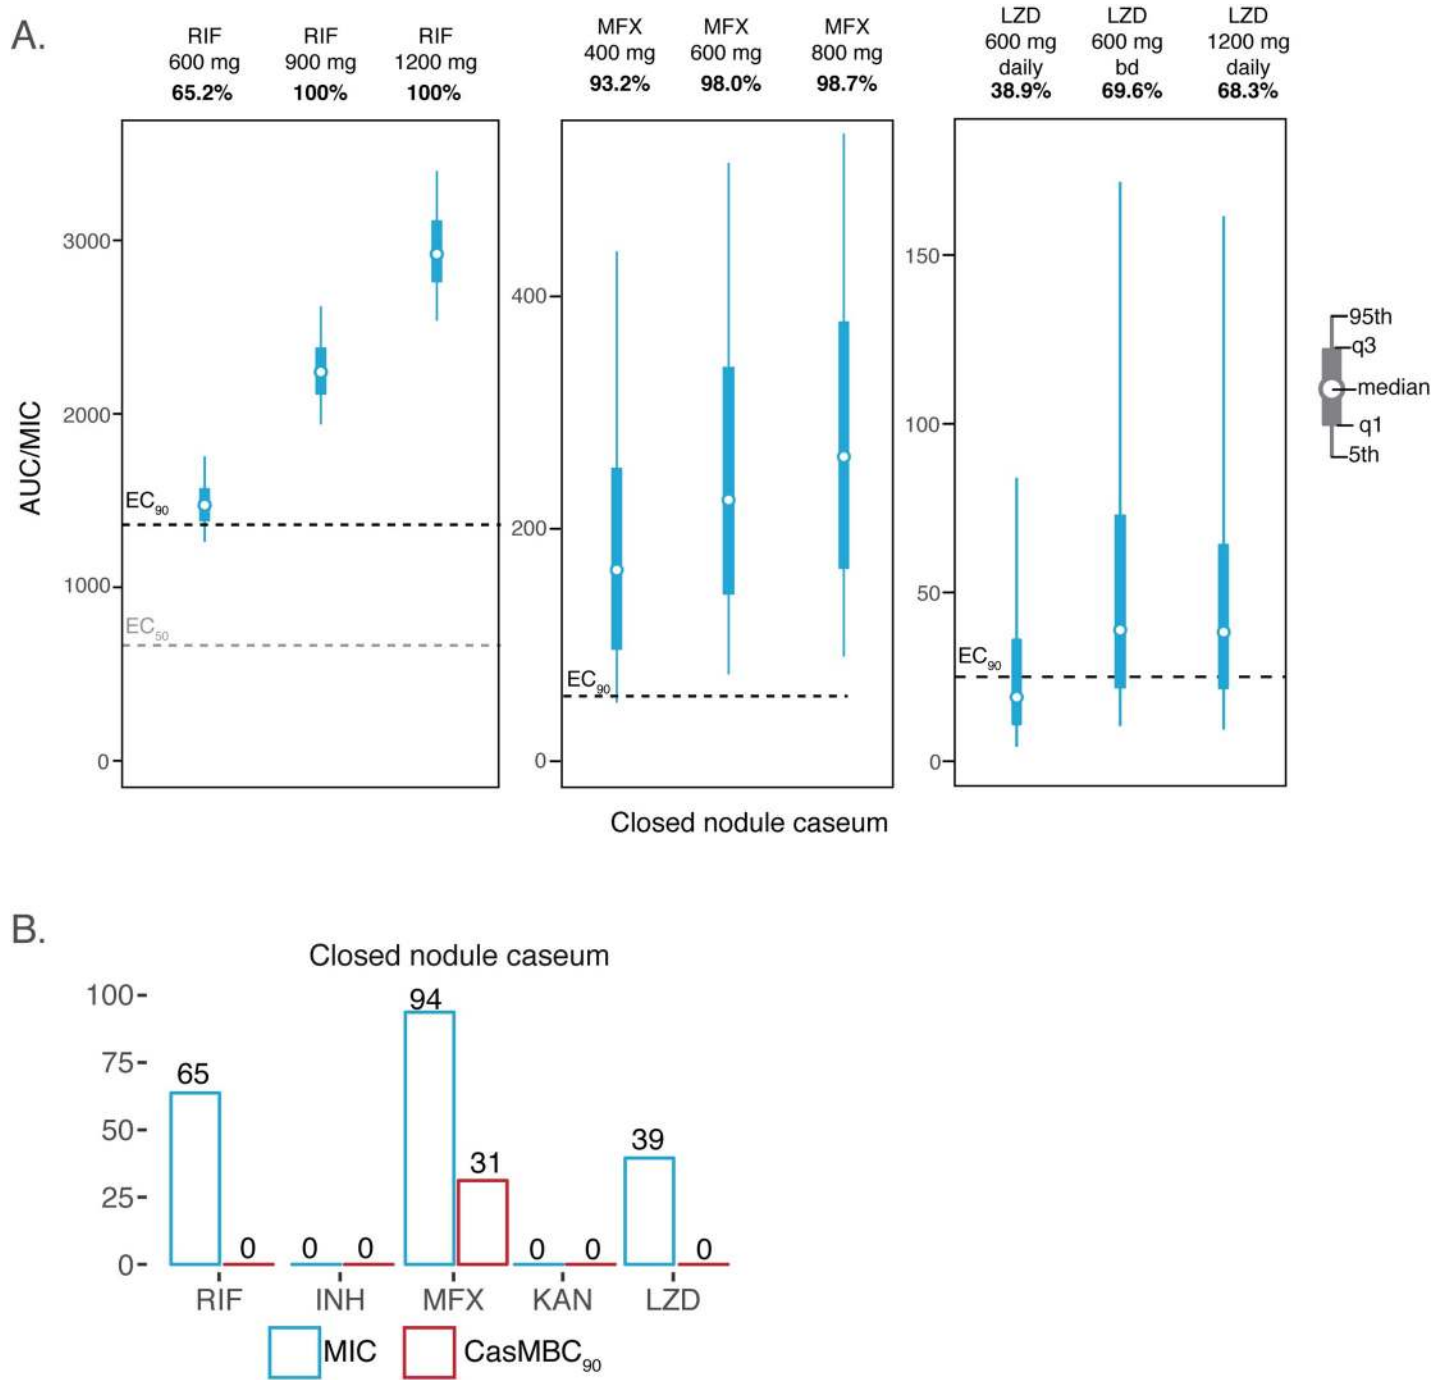 A.
RIF
600 mg
65.2%
RIF
900 mg
100%
RIF
1200 mg
100%
MFX
400 mg
93.2%
MFX
600 mg
98.0%
MFX
800 mg
98.7%
LZD
600 mg
daily
38.9%
LZD
600 mg
bd
69.6%
LZD
1200 mg
daily
68.3%
AUC/MIC
3000
2000
1000
0
EC90
EC50
400
200
0
EC90
150
100
50
0
EC90
95th
q3
median
q1
5th
Closed nodule caseum
B.
Closed nodule caseum
100
75
50
25
0
65
0
0
0
94
31
0
0
39
0
RIF
INH
MFX
KAN
LZD
MIC
CasMBC90